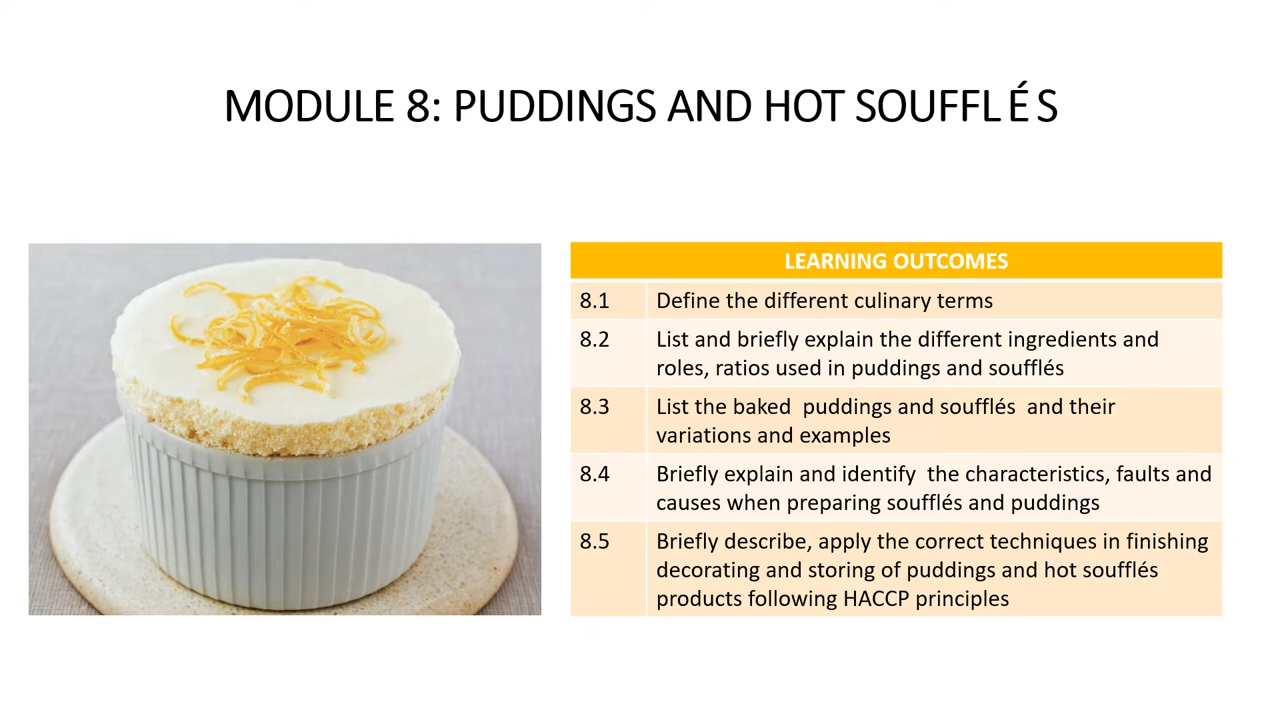 MODULE 8: PUDDINGS AND HOT SOUFFLÉS
LEARNING OUTCOMES
8.1 Define the different culinary terms
8.2 List and briefly explain the different ingredients and
roles, ratios used in puddings and soufflés
8.3 List the baked puddings and soufflés and their
variations and examples
8.4 Briefly explain and identify the characteristics, faults and
causes when preparing soufflés and puddings
8.5 Briefly describe, apply the correct techniques in finishing
decorating and storing of puddings and hot soufflés
products following HACCP principles